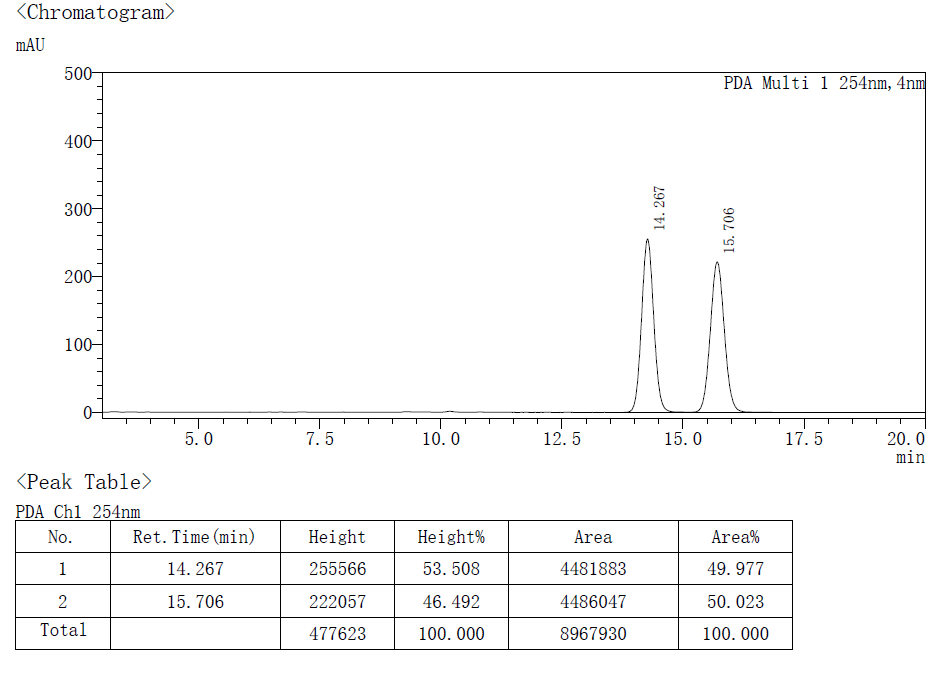 <Chromatogram>
mAU
500
PDA Multi 1 254nm,4nm
400
300
14.267
15.706
200
100
0
5.0 7.5 10.0 12.5 15.0 17.5 20.0
min
<Peak Table>
PDA Ch1 254nm
No. Ret.Time(min) Height Height% Area Area%
1 14.267 255566 53.508 4481883 49.977
2 15.706 222057 46.492 4486047 50.023
Total 477623 100.000 8967930 100.000